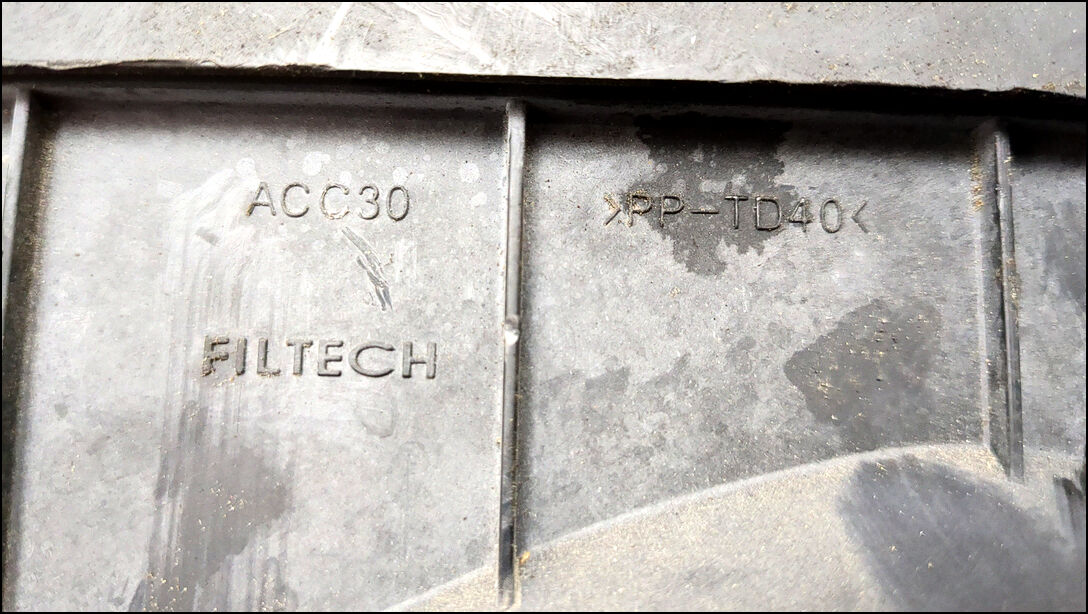 ACC30
>PP-TD40<
FILTECH